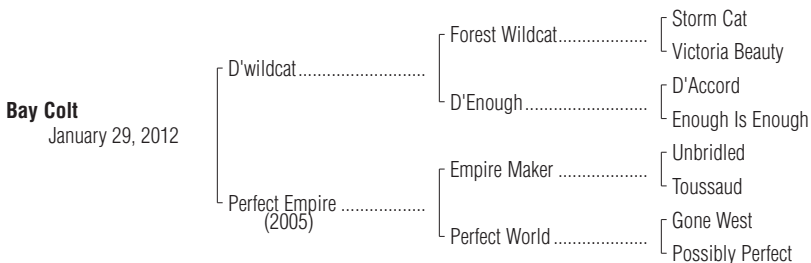 Bay Colt
January 29, 2012
D'wildcat...........................
Perfect Empire ..................
(2005)
Forest Wildcat...................
D'Enough..........................
Empire Maker ...................
Perfect World ....................
Storm Cat
Victoria Beauty
D'Accord
Enough Is Enough
Unbridled
Toussaud
Gone West
Possibly Perfect